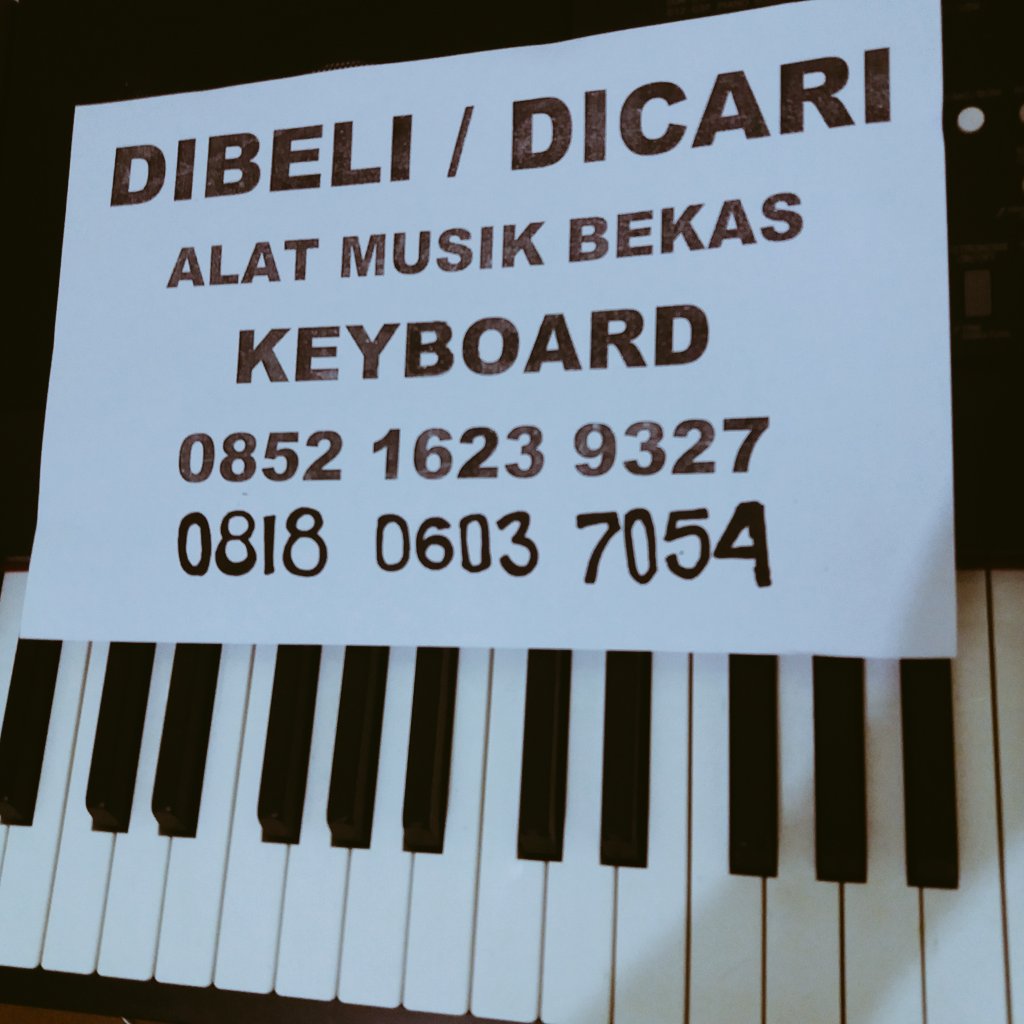 DIBELI / DICARI
ALAT MUSIK BEKAS
KEYBOARD
0852 1623 9327
0818 0603 7054